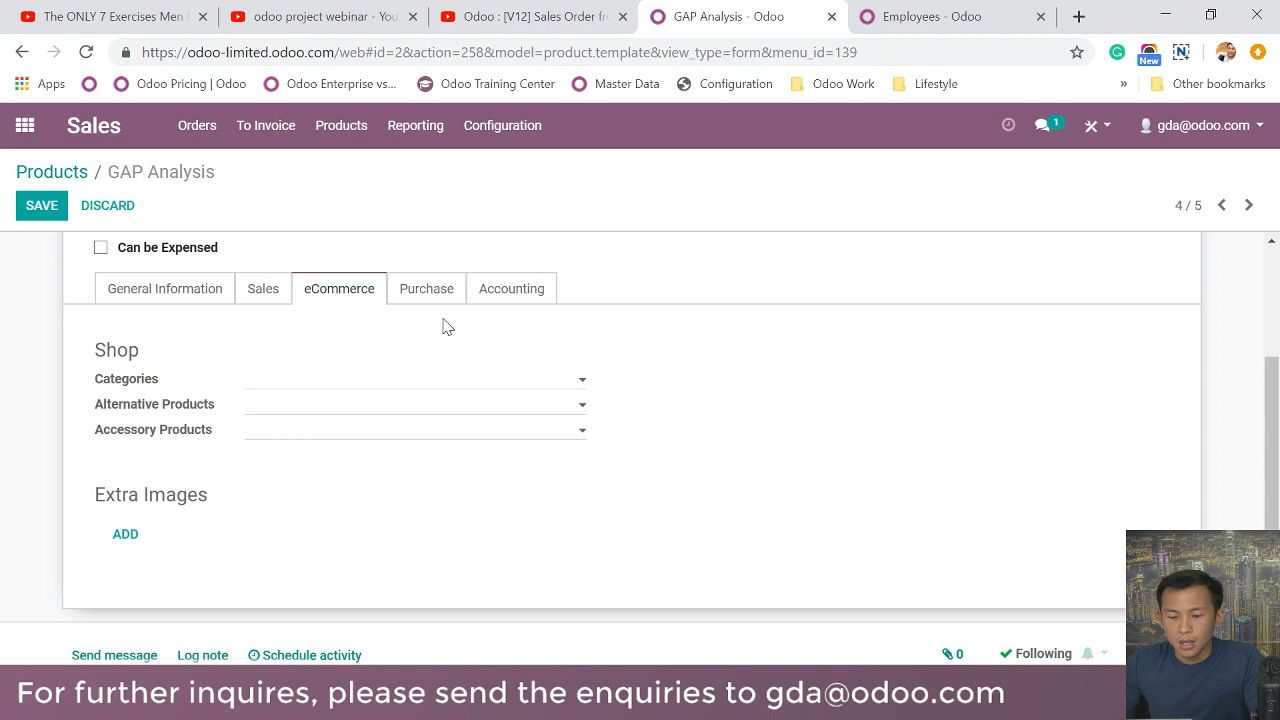 The ONLY 7 Exercises Men
odoo project webinar - You
Odoo : [V12] Sales Order fro
GAP Analysis - Odoo
Employees - Odoo
https://odoo-limited.odoo.com/web#id=2&action=258&model=product.template&view_type=form&menu_id=139
New
Apps
Odoo Pricing | Odoo
Odoo Enterprise vs...
Odoo Training Center
Master Data
Configuration
Odoo Work
Lifestyle
»
Other bookmarks
Sales
Orders
To Invoice
Products
Reporting
Configuration
1
gda@odoo.com
Products / GAP Analysis
SAVE
DISCARD
4 / 5
Can be Expensed
General Information
Sales
eCommerce
Purchase
Accounting
Shop
Categories
Alternative Products
Accessory Products
Extra Images
ADD
Send message
Log note
Schedule activity
0
Following
For further inquires, please send the enquiries to gda@odoo.com